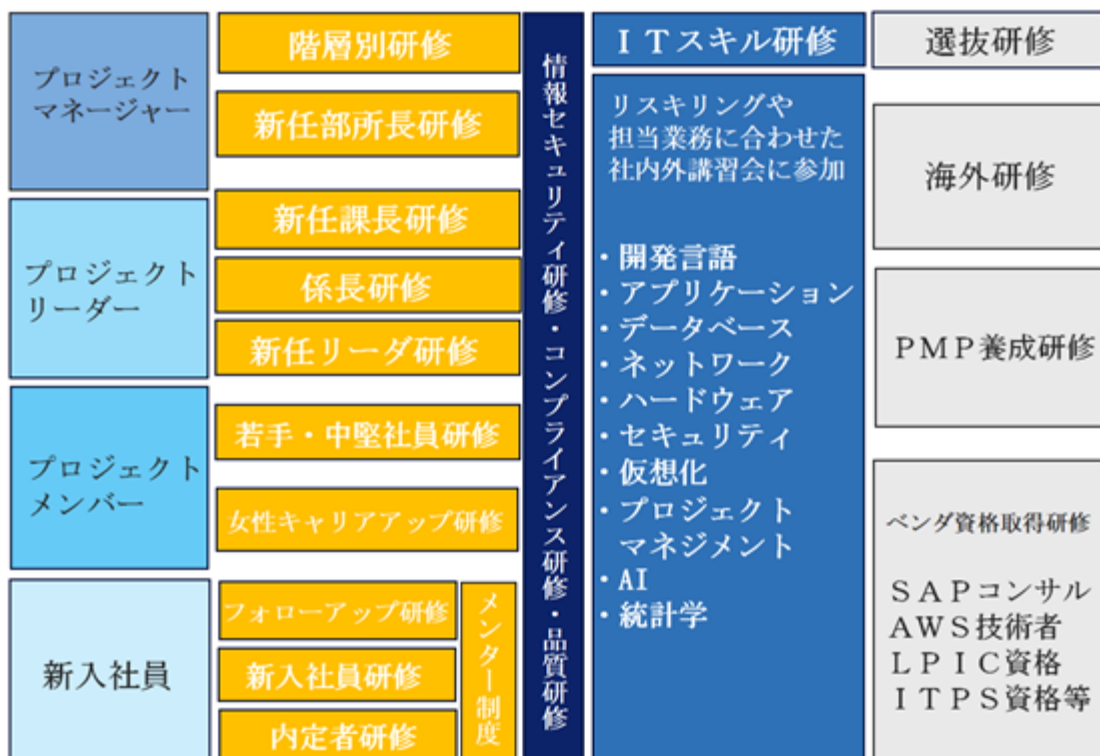 プロジェクト
マネージャー
プロジェクト
リーダー
プロジェクト
メンバー
新入社員
階層別研修
新任部所長研修
新任課長研修
係長研修
新任リーダ研修
若手・中堅社員研修
女性キャリアアップ研修
フォローアップ研修
新入社員研修
内定者研修
メンター制度
情報セキュリティ研修・コンプライアンス研修・品質研修
ＩＴスキル研修
リスキリングや
担当業務に合わせた
社内外講習会に参加
・開発言語
・アプリケーション
・データベース
・ネットワーク
・ハードウェア
・セキュリティ
・仮想化
・プロジェクト
マネジメント
・AI
・統計学
選抜研修
海外研修
ＰＭＰ養成研修
ベンダ資格取得研修
ＳＡＰコンサル
ＡＷＳ技術者
ＬＰＩＣ資格
ＩＴＰＳ資格等